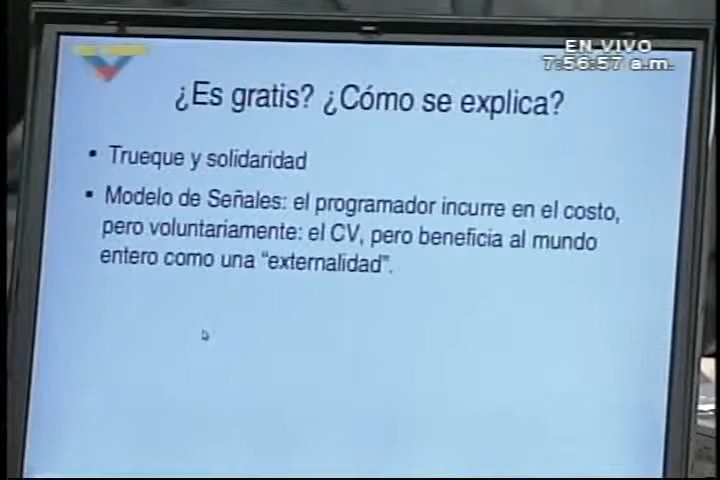 EN VIVO
7:56:57 a.m.
¿Es gratis? ¿Cómo se explica?
▪ Trueque y solidaridad
▪ Modelo de Señales: el programador incurre en el costo,
pero voluntariamente: el CV, pero beneficia al mundo
entero como una “externalidad”.